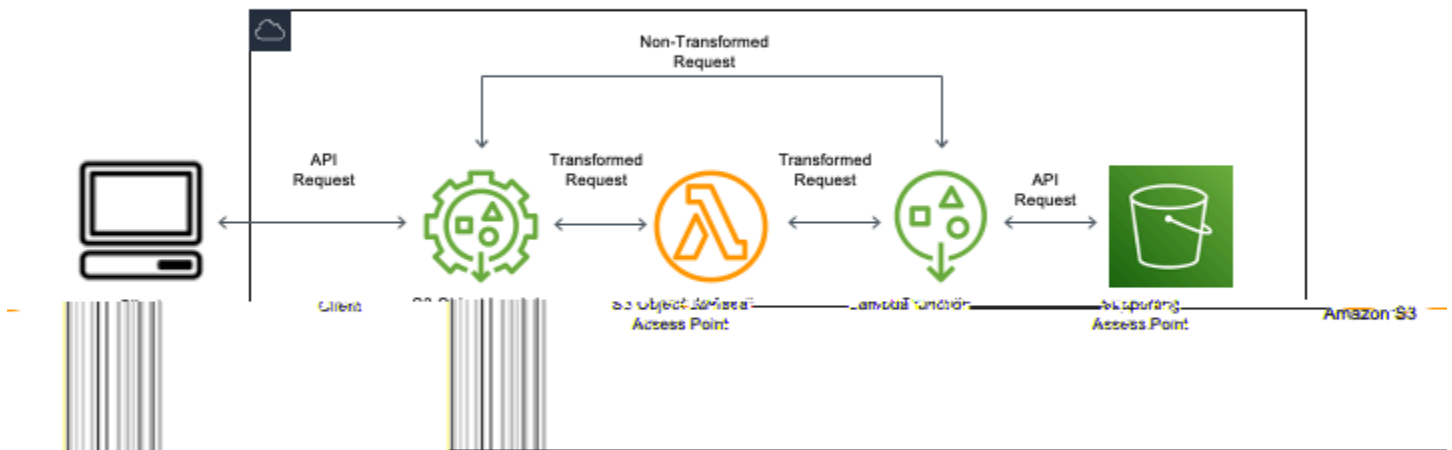 Non-Transformed
Request
API
Request
Transformed
Request
Transformed
Request
API
Request
Client
Access Point
Access Point
Amazon S3